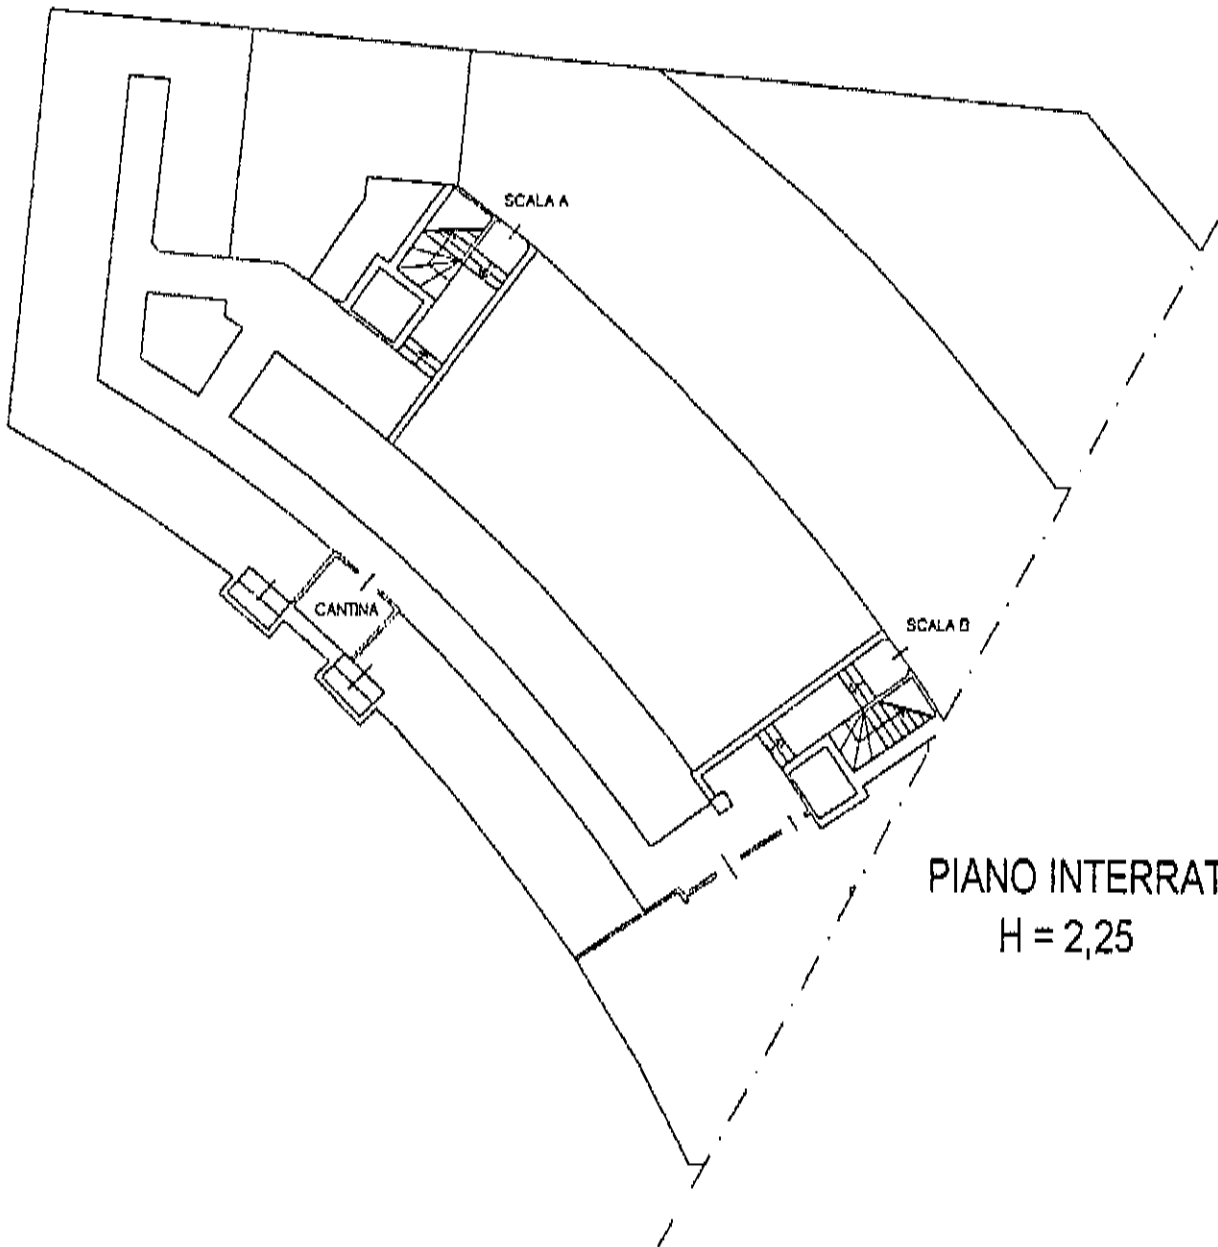 SCALA A
CANTINA
SCALA B
PIANO INTERRAT
H = 2,25